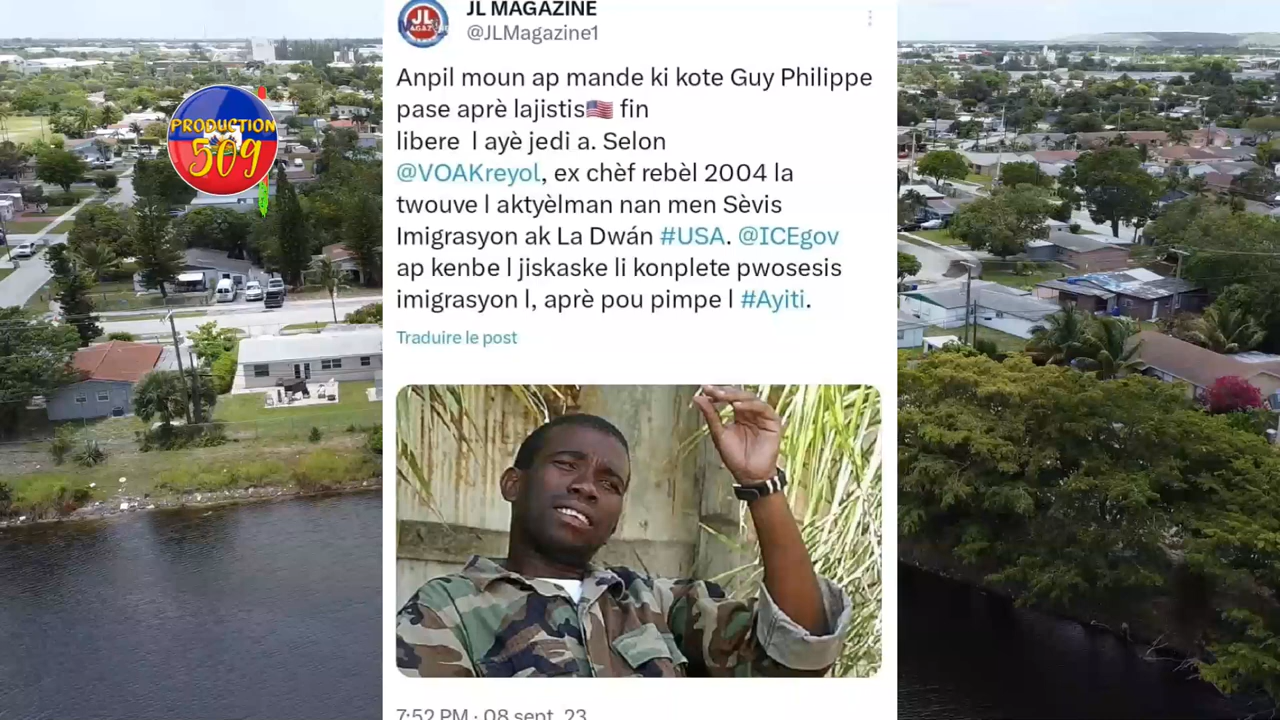 JL MAGAZINE
@JLMagazine1
Anpil moun ap mande ki kote Guy Philippe
pase aprè lajistis🇺🇸 fin
libere l ayè jedi a. Selon
@VOAKreyol, ex chèf rebèl 2004 la
twouve l aktyèlman nan men Sèvis
Imigrasyon ak La Dwán #USA. @ICEgov
ap kenbe l jiskaske li konplete pwosesis
imigrasyon l, aprè pou pimpe l #Ayiti.
Traduire le post
7:52 PM · 08 sept. 23
PRODUCTION
509
JL
MAGAZINE